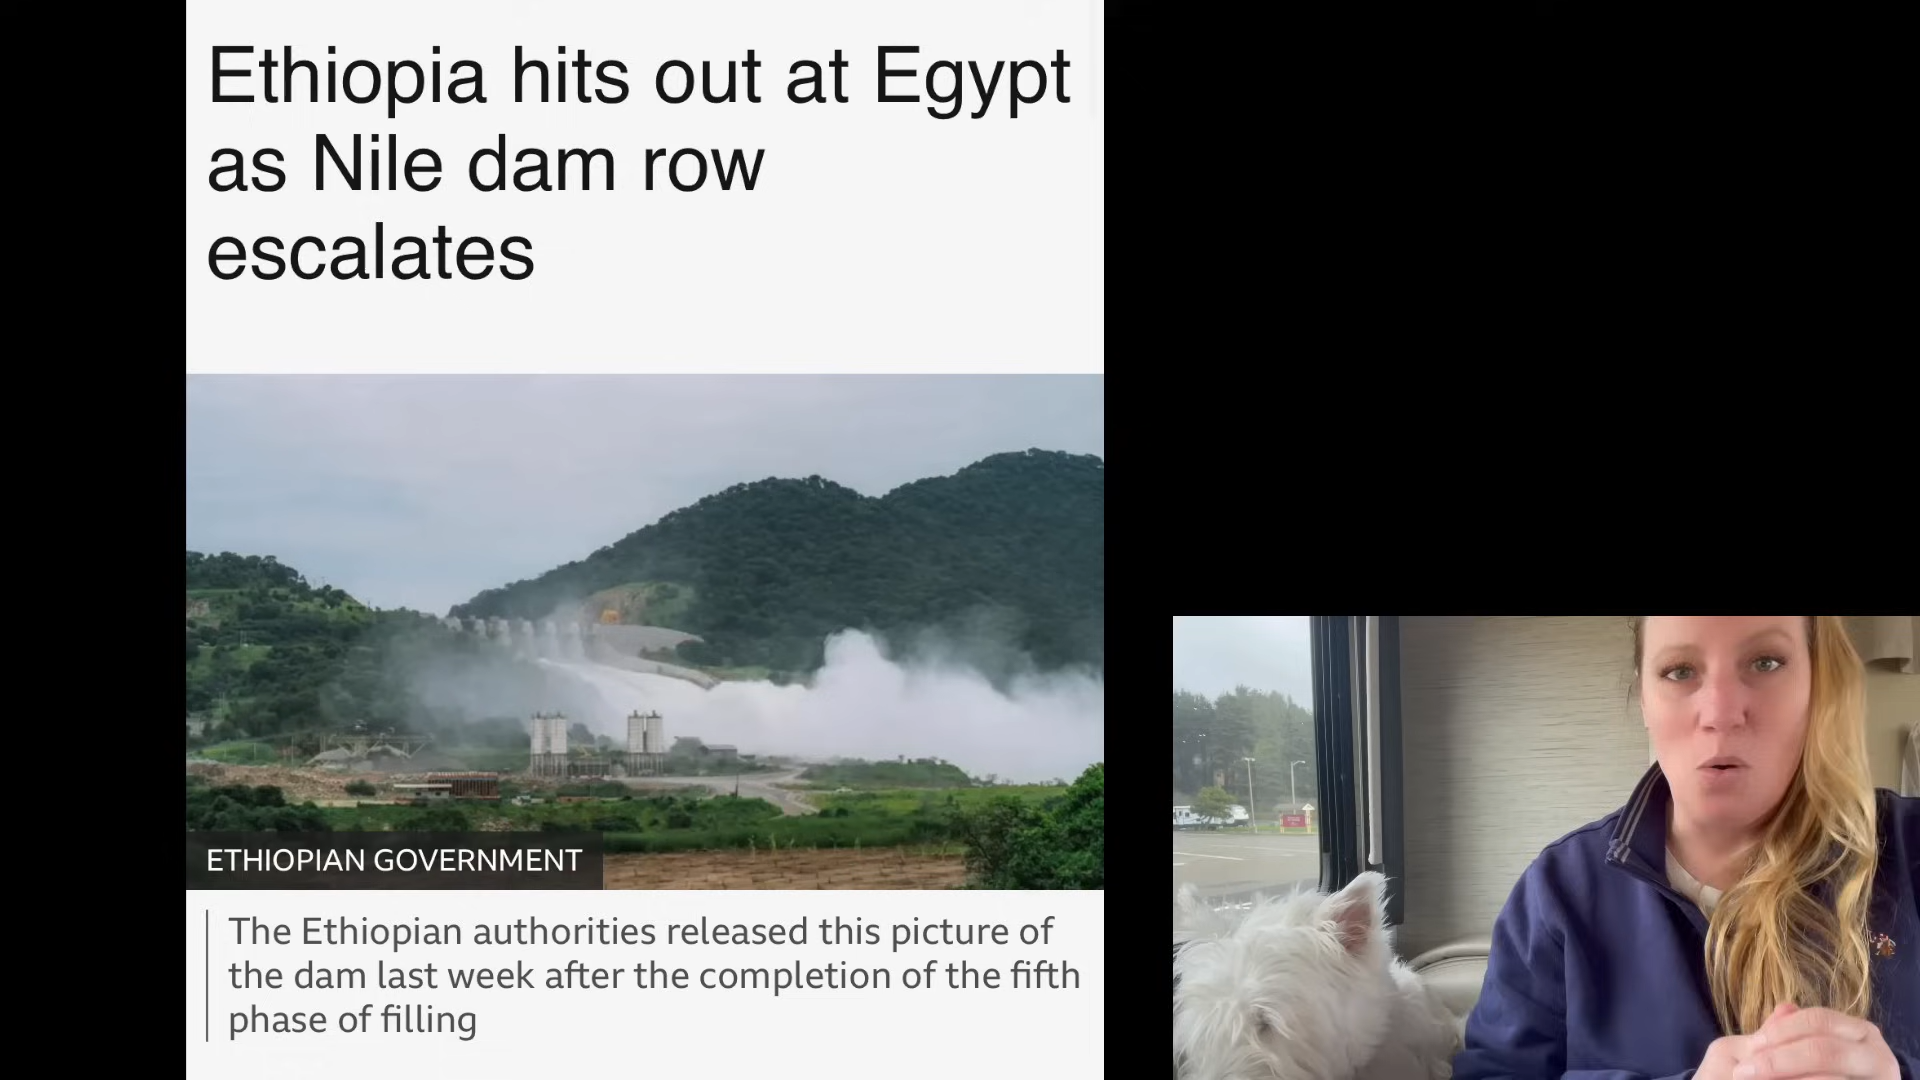 Ethiopia hits out at Egypt
as Nile dam row
escalates
ETHIOPIAN GOVERNMENT
The Ethiopian authorities released this picture of
the dam last week after the completion of the fifth
phase of filling